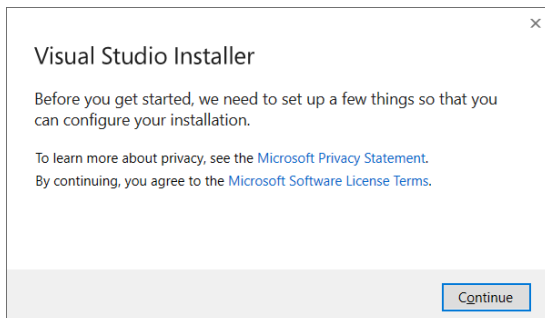 Visual Studio Installer
Before you get started, we need to set up a few things so that you
can configure your installation.
To learn more about privacy, see the Microsoft Privacy Statement.
By continuing, you agree to the Microsoft Software License Terms.
Continue